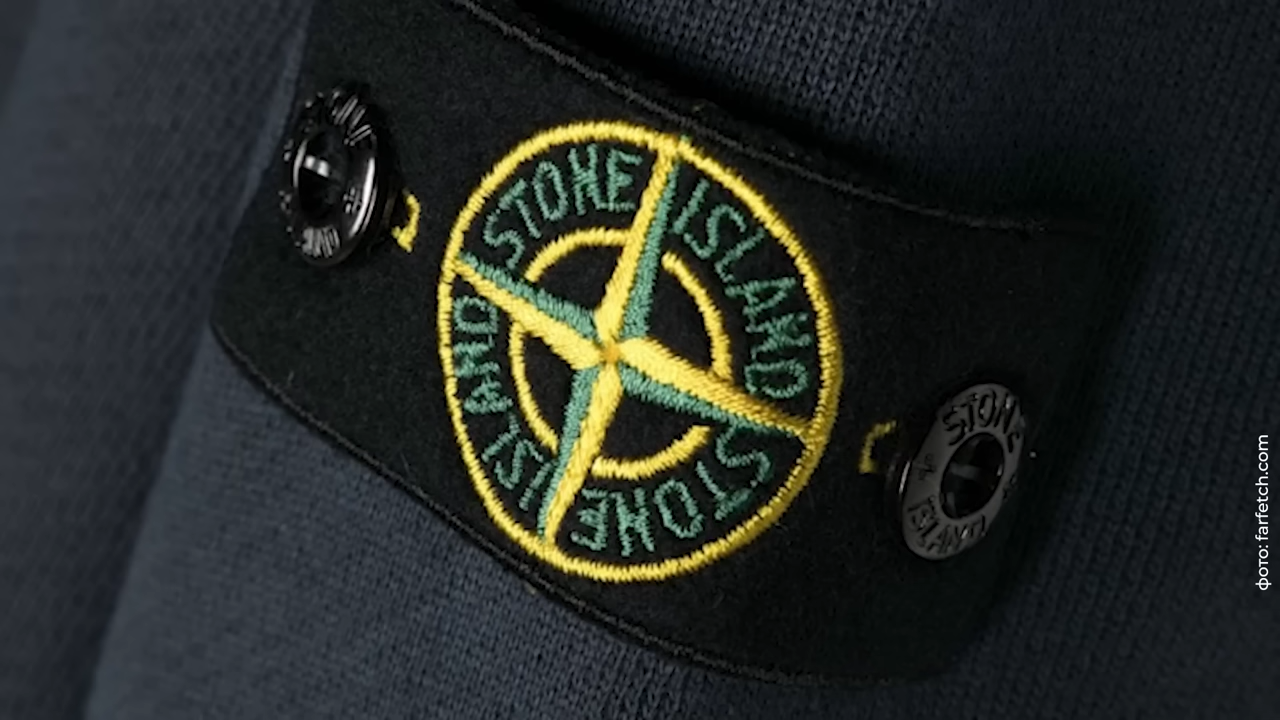 STONE
ISLAND
STONE
ISLAND
STONE
ISLAND
фото: farfetch.com